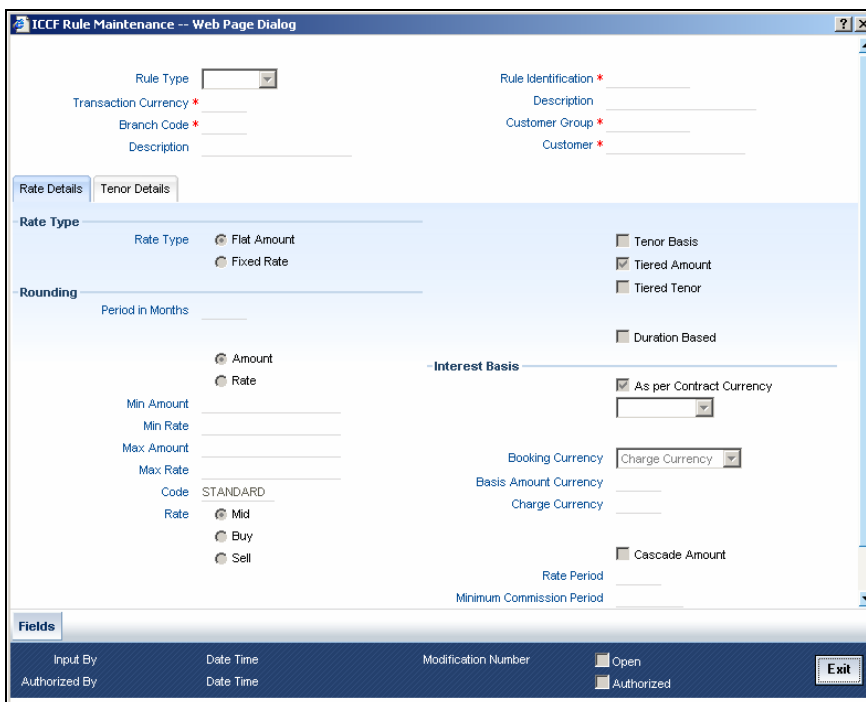 ICCF Rule Maintenance -- Web Page Dialog
Rule Type
Rule Identification *
Transaction Currency *
Description
Branch Code *
Customer Group *
Description
Customer *
Rate Details Tenor Details
Rate Type
Rate Type Flat Amount
Fixed Rate
Tenor Basis
Tiered Amount
Tiered Tenor
Rounding
Period in Months
Duration Based
Amount
Rate
Interest Basis
As per Contract Currency
Min Amount
Min Rate
Max Amount
Max Rate
Booking Currency Charge Currency
Basis Amount Currency
Charge Currency
Code STANDARD
Rate Mid
Buy
Sell
Cascade Amount
Rate Period
Minimum Commission Period
Fields
Input By Date Time Modification Number Open
Authorized By Date Time Authorized
Exit